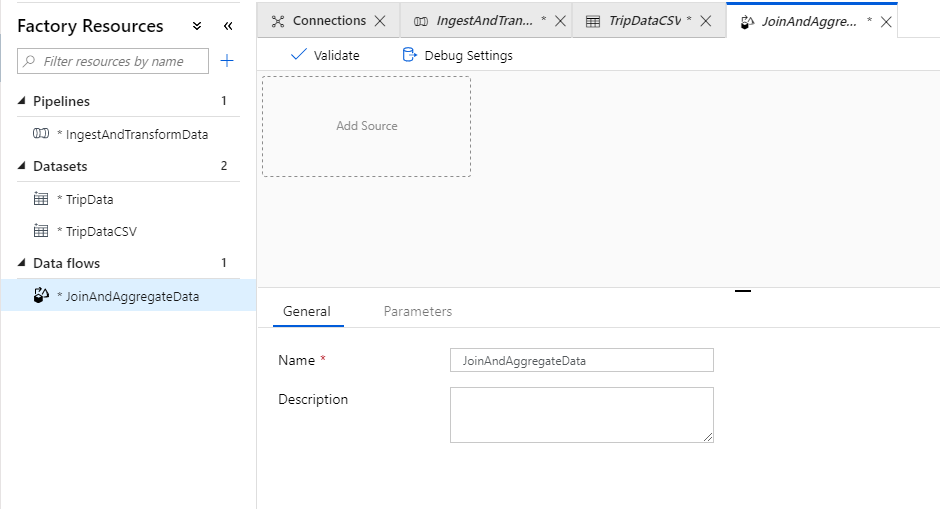 Factory Resources
Filter resources by name
Pipelines 1
* IngestAndTransformData
Datasets 2
* TripData
* TripDataCSV
Data flows 1
* JoinAndAggregateData
Connections
IngestAndTran... *
TripDataCSV *
JoinAndAggre... *
Validate
Debug Settings
Add Source
General
Parameters
Name *
JoinAndAggregateData
Description